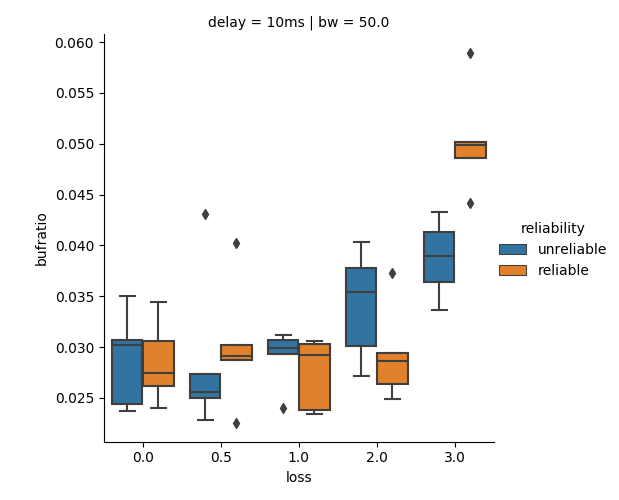 delay = 10ms | bw = 50.0
0.060
0.055
0.050
0.045
0.040
0.035
0.030
0.025
bufratio
0.0 0.5 1.0 2.0 3.0
loss
reliability
unreliable
reliable